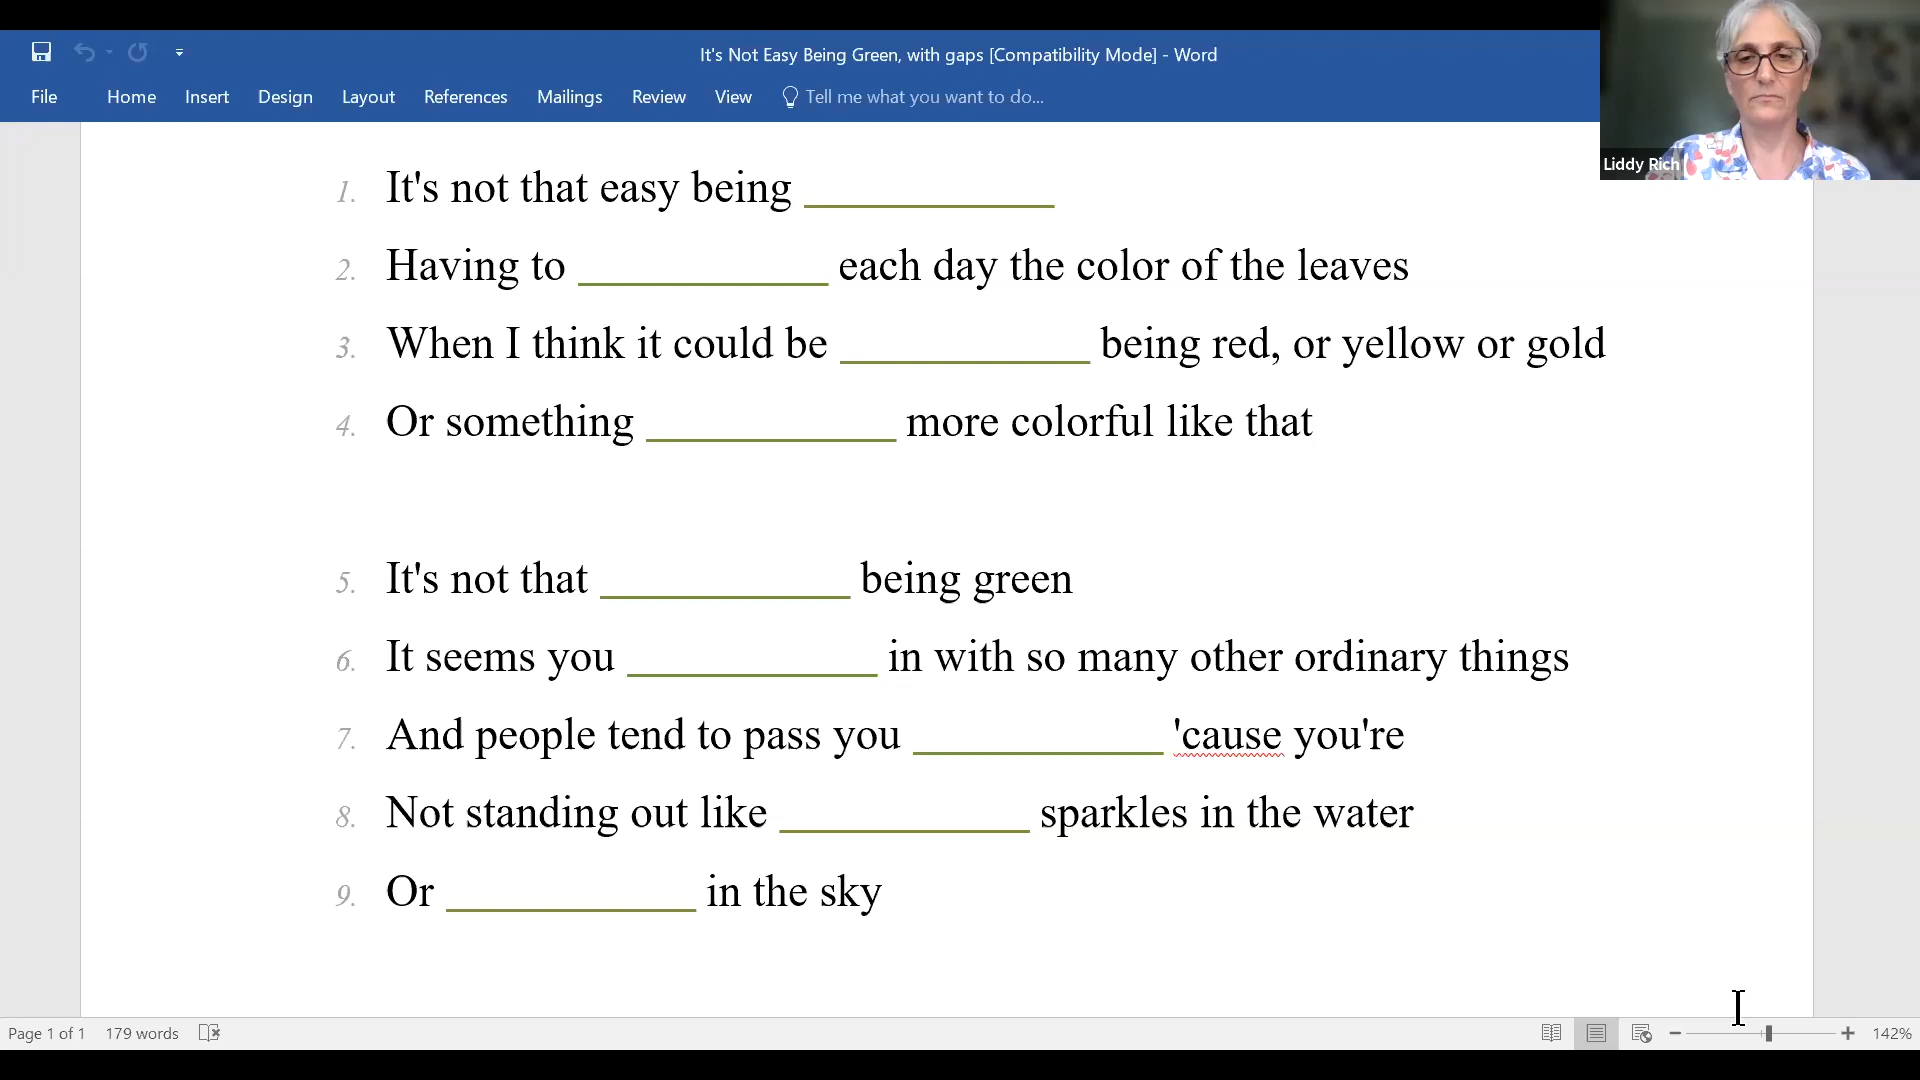 It's Not Easy Being Green, with gaps [Compatibility Mode] - Word
File Home Insert Design Layout References Mailings Review View Tell me what you want to do...
Liddy Rich
1. It's not that easy being ____________
2. Having to ____________ each day the color of the leaves
3. When I think it could be ____________ being red, or yellow or gold
4. Or something ____________ more colorful like that
5. It's not that ____________ being green
6. It seems you ____________ in with so many other ordinary things
7. And people tend to pass you ____________ 'cause you're
8. Not standing out like ____________ sparkles in the water
9. Or ____________ in the sky
Page 1 of 1 179 words 142%